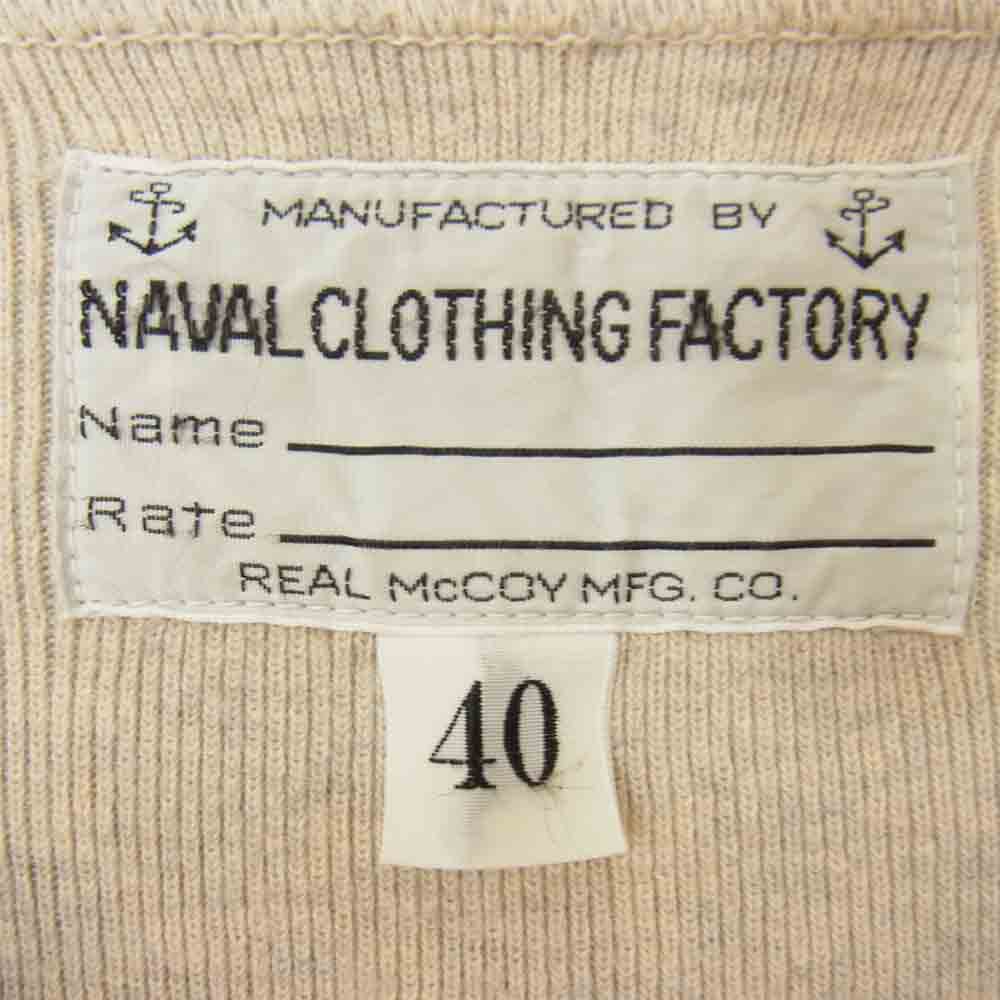 MANUFACTURED BY
NAVAL CLOTHING FACTORY
Name
Rate
REAL McCOY MFG. CO.
40